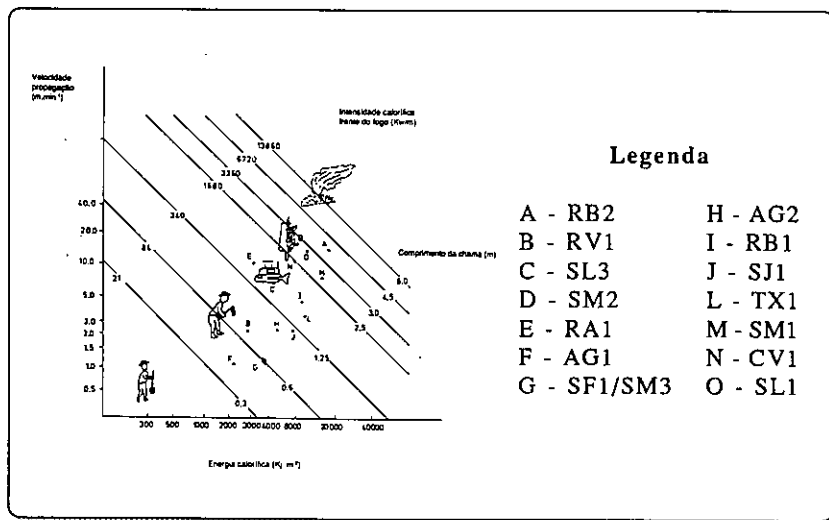 Velocidade
propagação
(m.min⁻¹)
Intensidade calorífica
frente do fogo (Kw/m)
13860
6720
3360
1680
340
84
21
40.0
20.0
10.0
5.0
3.0
2.0
1.5
1.0
0.5
Comprimento da chama (m)
6,0
4,5
3,0
2,5
1,25
0,6
0,3
A
D
E
M
C
I
L
B
H
J
F
G
200
500
1000
2000
3000
4000
8000
20000
40000
Energia calorífica (Kj m⁻²)
Legenda
A - RB2
B - RV1
C - SL3
D - SM2
E - RA1
F - AG1
G - SF1/SM3
H - AG2
I - RB1
J - SJ1
L - TX1
M - SM1
N - CV1
O - SL1